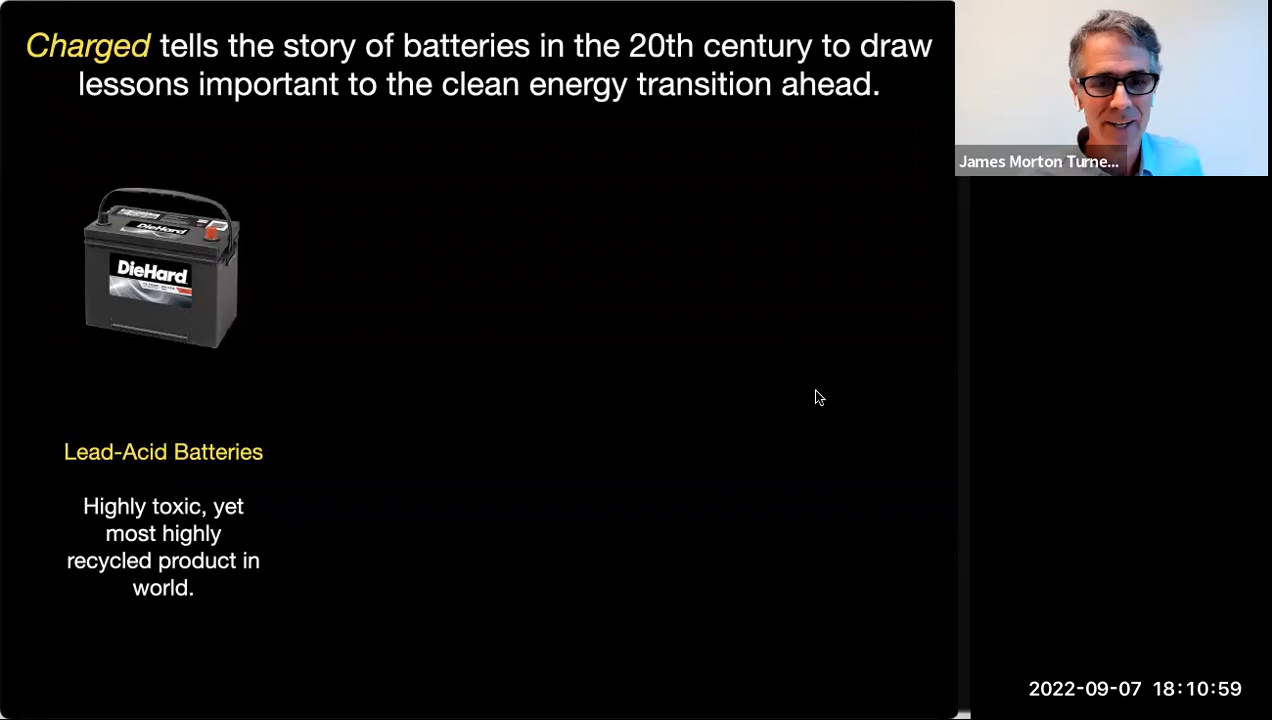 Charged tells the story of batteries in the 20th century to draw
lessons important to the clean energy transition ahead.
James Morton Turne...
DieHard
DieHard
Lead-Acid Batteries
Highly toxic, yet
most highly
recycled product in
world.
2022-09-07 18:10:59